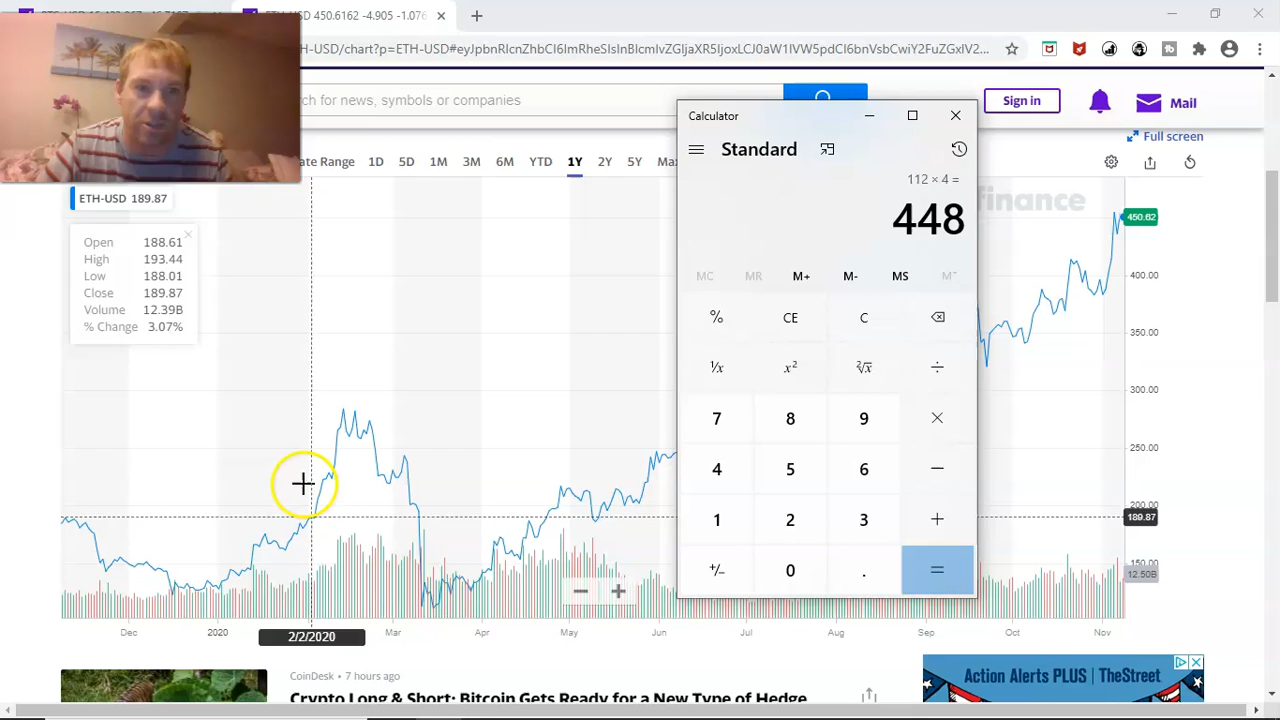 ETH-USD 450.6162 -4.905 -1.076
H-USD/chart?p=ETH-USD#eyJpbnRlcnZhbCI6ImRheSIsInBlcmlvZGljaXR5IjoxLCJ0aW1lVW5pdCI6bnVsbCwiY2FuZGxlV2...
ch for news, symbols or companies
Sign in
Mail
Full screen
ate Range 1D 5D 1M 3M 6M YTD 1Y 2Y 5Y Max
ETH-USD 189.87
Open 188.61
High 193.44
Low 188.01
Close 189.87
Volume 12.39B
% Change 3.07%
finance
450.62
400.00
350.00
300.00
250.00
200.00
189.87
150.00
12.50B
Calculator
Standard
112 × 4 =
448
MC MR M+ M- MS M˅
% CE C
¹/x x² ²√x ÷
7 8 9 ×
4 5 6 −
1 2 3 +
+/− 0 . =
− +
Dec 2020 Mar Apr May Jun Jul Aug Sep Oct Nov
2/2/2020
CoinDesk • 7 hours ago
Crypto Long & Short: Bitcoin Gets Ready for a New Type of Hedge
Action Alerts PLUS | TheStreet